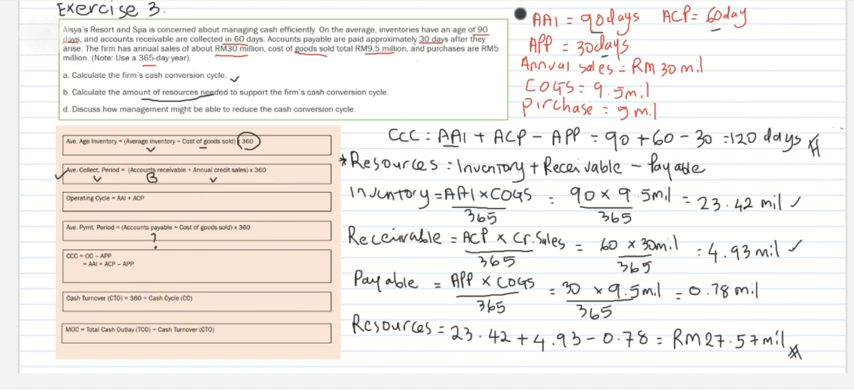 Exercise 3.
Aisya's Resort and Spa is concerned about managing cash efficiently. On the average, inventories have an age of 90
days, and accounts receivable are collected in 60 days. Accounts payable are paid approximately 30 days after they
arise. The firm has annual sales of about RM30 million, cost of goods sold total RM9.5 million, and purchases are RM5
million. (Note: Use a 365-day year).
a. Calculate the firm's cash conversion cycle.
b. Calculate the amount of resources needed to support the firm's cash conversion cycle.
d. Discuss how management might be able to reduce the cash conversion cycle.
AAI = 90days ACP = 60day
APP = 30days
Annual sales = RM 30 mil
COGS = 9.5mil
Purchase = 5 mil
Ave. Age Inventory = (Average inventory ÷ Cost of goods sold) 360
Ave. Collect. Period = (Accounts receivable ÷ Annual credit sales) x 360
Operating Cycle = AAI + ACP
Ave. Pymt. Period = (Accounts payable ÷ Cost of goods sold) x 360
?
CCC = OC – APP
= AAI + ACP – APP
Cash Turnover (CTO) = 360 ÷ Cash Cycle (CC)
MOC = Total Cash Outlay (TCO) ÷ Cash Turnover (CTO)
CCC = AAI + ACP – APP = 90 + 60 – 30 = 120 days
*Resources = Inventory + Receivable – Payable
Inventory = AAI x COGS = 90 x 9.5mil = 23.42 mil ✓
365 365
Receivable = ACP x Cr. Sales = 60 x 30mil = 4.93 mil ✓
365 365
Payable = APP x COGS = 30 x 9.5mil = 0.78 mil
365 365
Resources = 23.42 + 4.93 – 0.78 = RM27.57mil